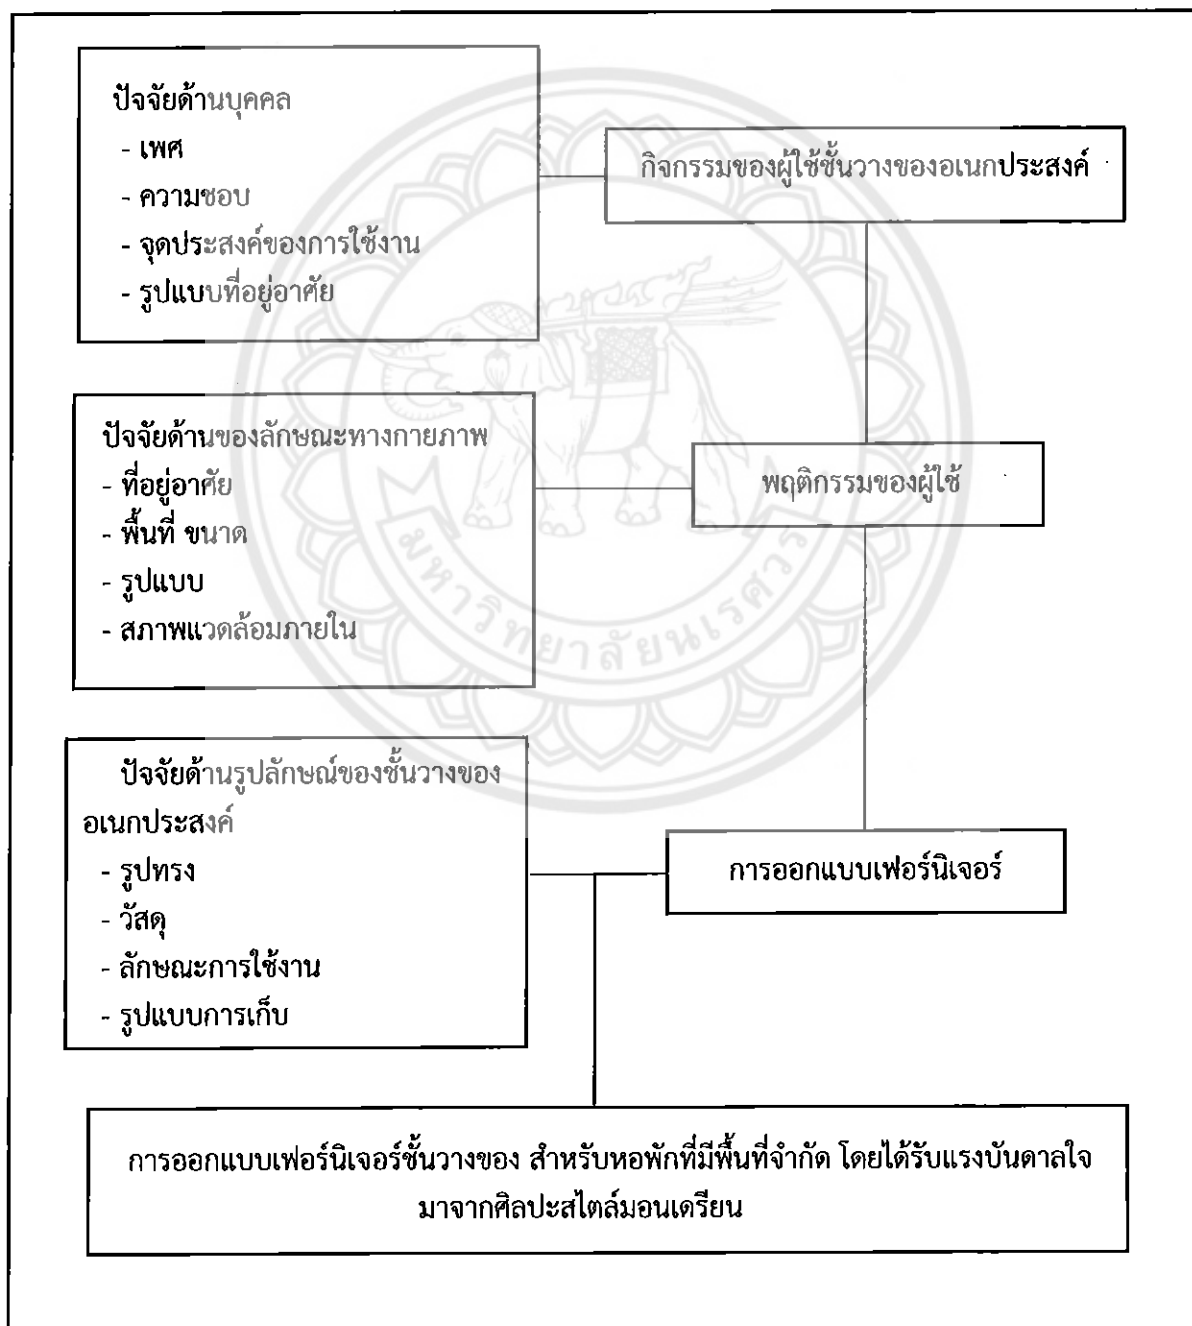 ปัจจัยด้านบุคคล
- เพศ
- ความชอบ
- จุดประสงค์ของการใช้งาน
- รูปแบบที่อยู่อาศัย
กิจกรรมของผู้ใช้ชั้นวางของอเนกประสงค์
ปัจจัยด้านของลักษณะทางกายภาพ
- ที่อยู่อาศัย
- พื้นที่ ขนาด
- รูปแบบ
- สภาพแวดล้อมภายใน
พฤติกรรมของผู้ใช้
มหาวิทยาลัยนเรศวร
ปัจจัยด้านรูปลักษณ์ของชั้นวางของ
อเนกประสงค์
- รูปทรง
- วัสดุ
- ลักษณะการใช้งาน
- รูปแบบการเก็บ
การออกแบบเฟอร์นิเจอร์
การออกแบบเฟอร์นิเจอร์ชั้นวางของ สำหรับหอพักที่มีพื้นที่จำกัด โดยได้รับแรงบันดาลใจ
มาจากศิลปะสไตล์มอนเดรียน